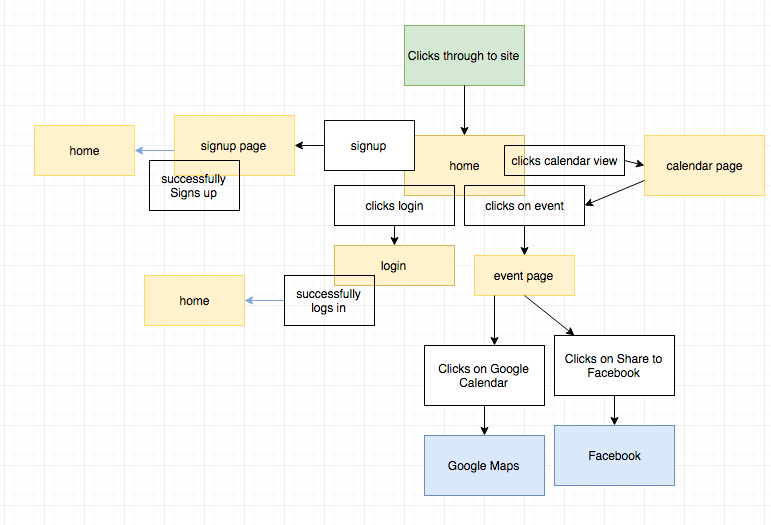 Clicks through to site
home
signup page
signup
home
clicks calendar view
calendar page
successfully
Signs up
clicks login
clicks on event
login
event page
home
successfully
logs in
Clicks on Google
Calendar
Clicks on Share to
Facebook
Google Maps
Facebook